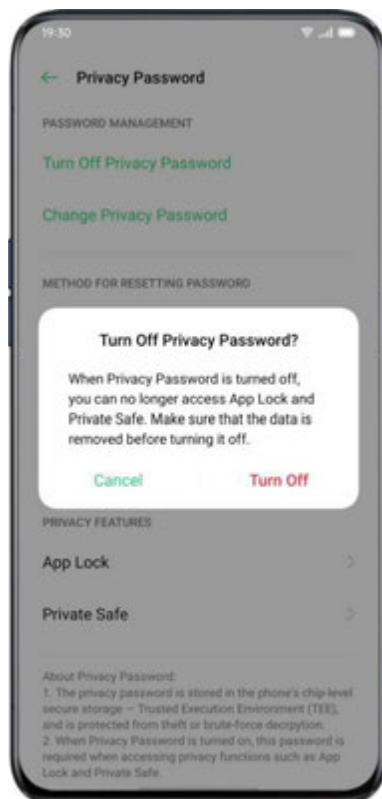 19:30
Privacy Password
PASSWORD MANAGEMENT
Turn Off Privacy Password
Change Privacy Password
METHOD FOR RESETTING PASSWORD
Turn Off Privacy Password?
When Privacy Password is turned off,
you can no longer access App Lock and
Private Safe. Make sure that the data is
removed before turning it off.
Cancel
Turn Off
PRIVACY FEATURES
App Lock
Private Safe
About Privacy Password:
1. The privacy password is stored in the phone's chip-level
secure storage — Trusted Execution Environment (TEE),
and is protected from theft or brute-force decrpytion.
2. When Privacy Password is turned on, this password is
required when accessing privacy functions such as App
Lock and Private Safe.